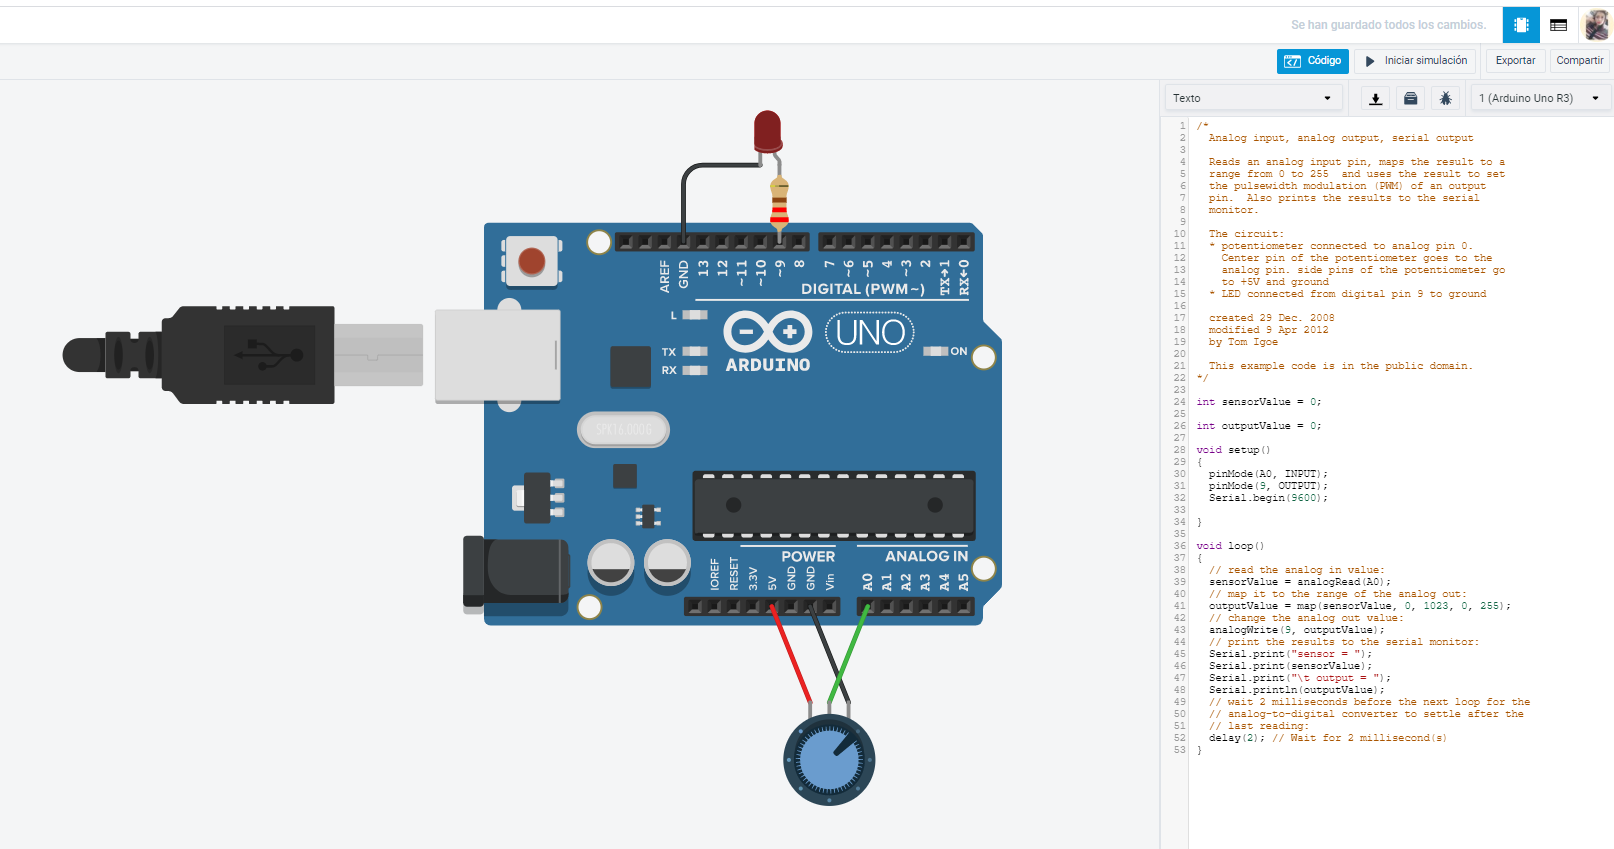 Se han guardado todos los cambios.
Código
Iniciar simulación
Exportar
Compartir
Texto
1 (Arduino Uno R3)
AREF
GND
13
12
~11
~10
~9
8
7
~6
~5
4
~3
2
TX→1
RX←0
DIGITAL (PWM~)
L
TX
RX
ARDUINO
UNO
ON
SPK16.000G
POWER
ANALOG IN
IOREF
RESET
3.3V
5V
GND
GND
Vin
A0
A1
A2
A3
A4
A5
1 /*
2 Analog input, analog output, serial output
3
4 Reads an analog input pin, maps the result to a
5 range from 0 to 255  and uses the result to set
6 the pulsewidth modulation (PWM) of an output
7 pin.  Also prints the results to the serial
8 monitor.
9
10 The circuit:
11 * potentiometer connected to analog pin 0.
12 Center pin of the potentiometer goes to the
13 analog pin. side pins of the potentiometer go
14 to +5V and ground
15 * LED connected from digital pin 9 to ground
16
17 created 29 Dec. 2008
18 modified 9 Apr 2012
19 by Tom Igoe
20
21 This example code is in the public domain.
22 */
23
24 int sensorValue = 0;
25
26 int outputValue = 0;
27
28 void setup()
29 {
30 pinMode(A0, INPUT);
31 pinMode(9, OUTPUT);
32 Serial.begin(9600);
33
34 }
35
36 void loop()
37 {
38 // read the analog in value:
39 sensorValue = analogRead(A0);
40 // map it to the range of the analog out:
41 outputValue = map(sensorValue, 0, 1023, 0, 255);
42 // change the analog out value:
43 analogWrite(9, outputValue);
44 // print the results to the serial monitor:
45 Serial.print("sensor = ");
46 Serial.print(sensorValue);
47 Serial.print("\t output = ");
48 Serial.println(outputValue);
49 // wait 2 milliseconds before the next loop for the
50 // analog-to-digital converter to settle after the
51 // last reading:
52 delay(2); // Wait for 2 millisecond(s)
53 }